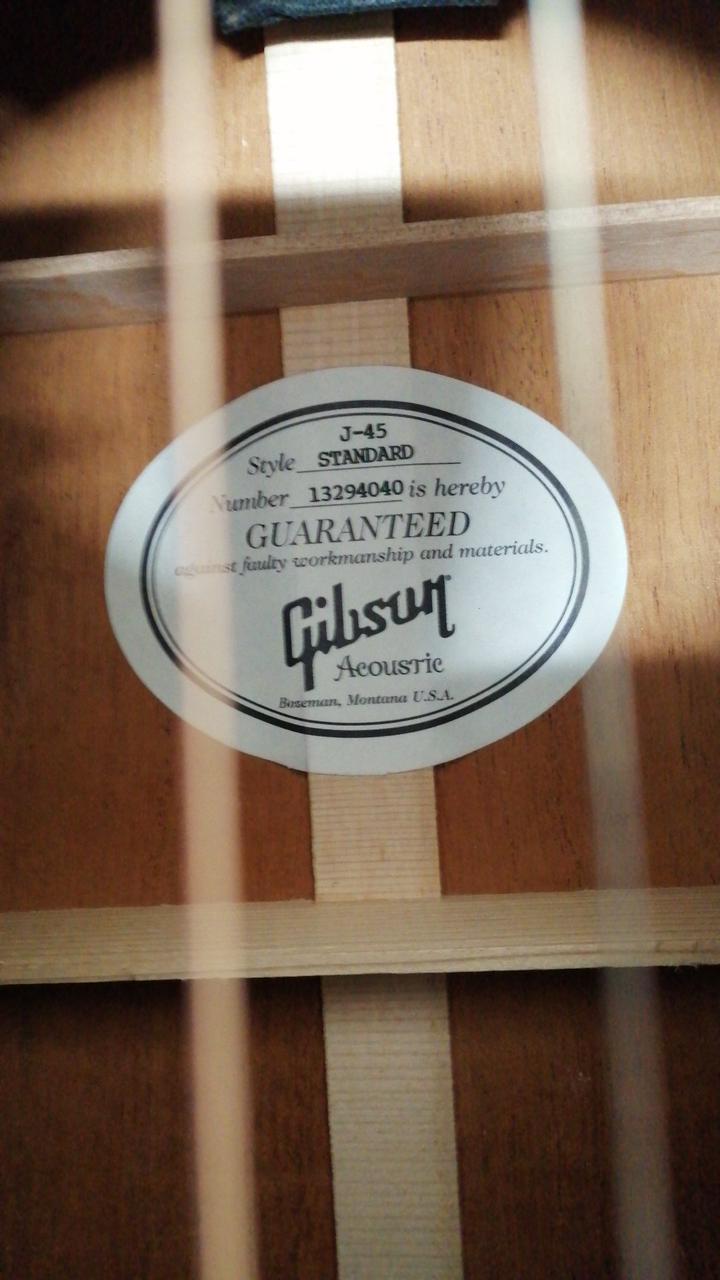 J-45
Style STANDARD
Number 13294040 is hereby
GUARANTEED
against faulty workmanship and materials.
Gibson
Acoustic
Bozeman, Montana U.S.A.